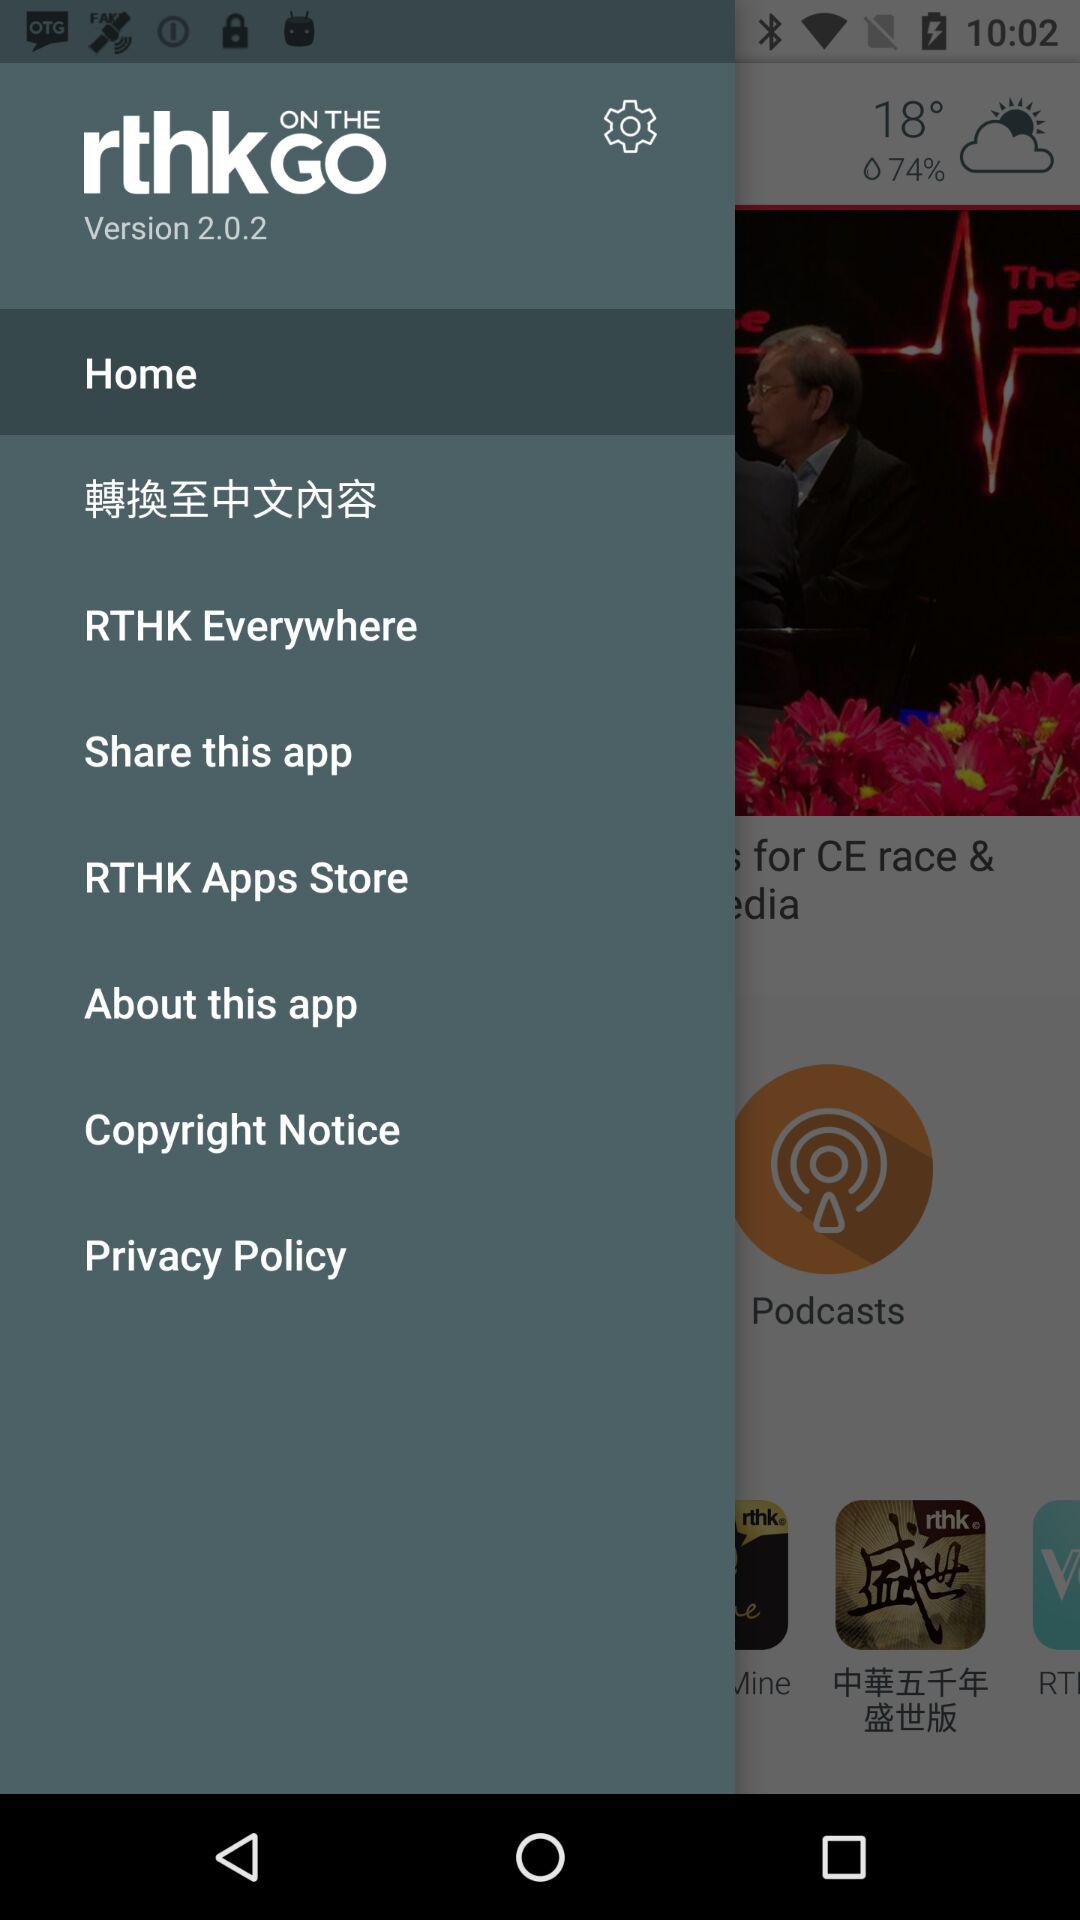 OTG
FAKE
10:02
rthk ON THE GO
Version 2.0.2
18°
74%
The
Pu
Home
轉換至中文內容
RTHK Everywhere
Share this app
RTHK Apps Store
s for CE race &
edia
About this app
Copyright Notice
Privacy Policy
Podcasts
rthk
rthk
盛世
Mine
中華五千年
盛世版
RT